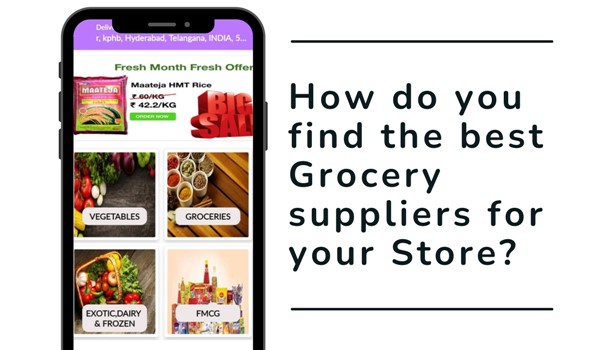 Deliv
r, kphb, Hyderabad, Telangana, INDIA, 5...
Fresh Month Fresh Offer
MAATEJA
Maateja HMT Rice
₹.60/KG
₹ 42.2/KG
ORDER NOW
BIG
SAL
VEGETABLES
GROCERIES
EXOTIC,DAIRY
& FROZEN
FMCG
How do you
find the best
Grocery
suppliers for
your Store?